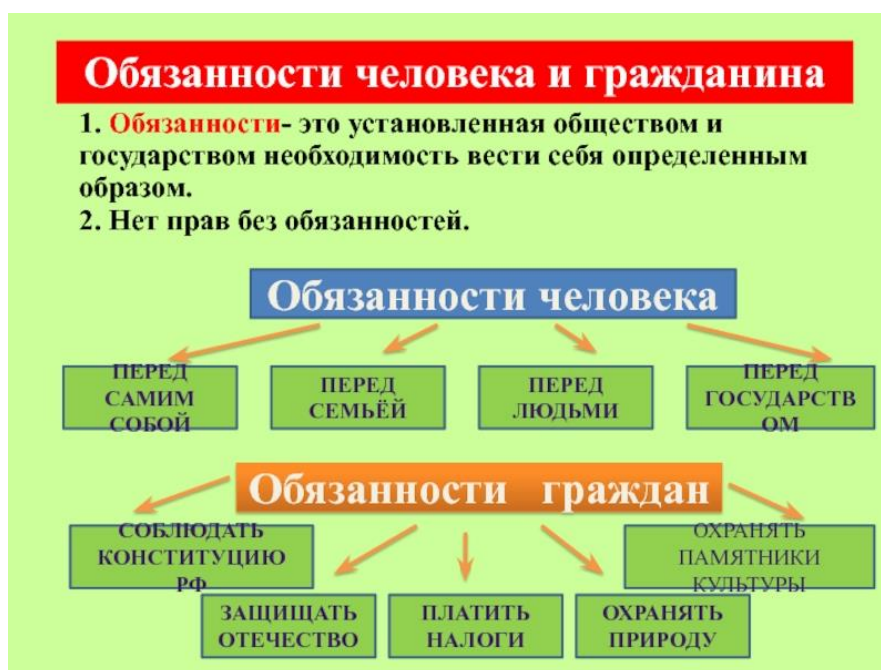 Обязанности человека и гражданина
1. Обязанности- это установленная обществом и
государством необходимость вести себя определенным
образом.
2. Нет прав без обязанностей.
Обязанности человека
ПЕРЕД
САМИМ
СОБОЙ
ПЕРЕД
СЕМЬЁЙ
ПЕРЕД
ЛЮДЬМИ
ПЕРЕД
ГОСУДАРСТВ
ОМ
Обязанности граждан
СОБЛЮДАТЬ
КОНСТИТУЦИЮ
РФ
ОХРАНЯТЬ
ПАМЯТНИКИ
КУЛЬТУРЫ
ЗАЩИЩАТЬ
ОТЕЧЕСТВО
ПЛАТИТЬ
НАЛОГИ
ОХРАНЯТЬ
ПРИРОДУ